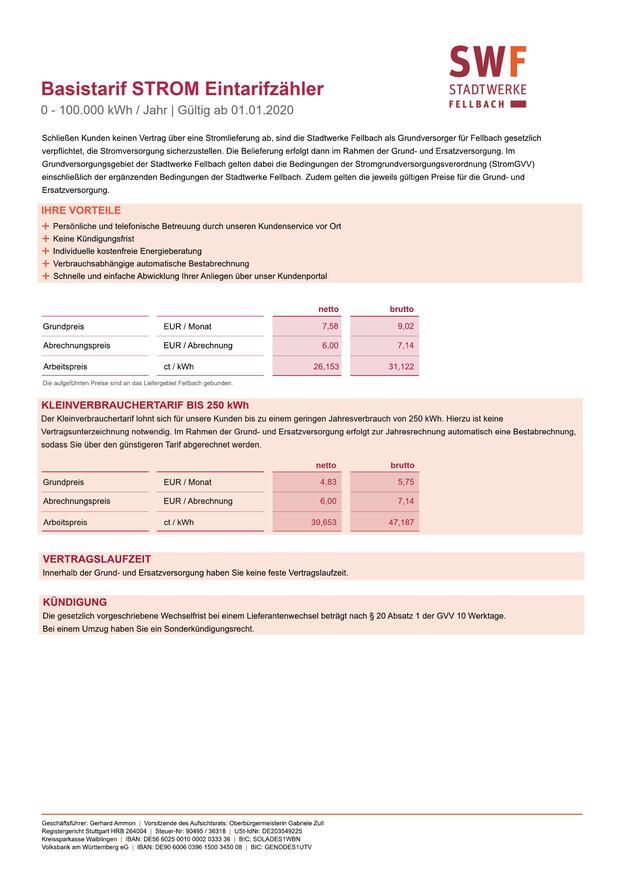 SWF
STADTWERKE
FELLBACH
Basistarif STROM Eintarifzähler
0 - 100.000 kWh / Jahr | Gültig ab 01.01.2020
Schließen Kunden keinen Vertrag über eine Stromlieferung ab, sind die Stadtwerke Fellbach als Grundversorger für Fellbach gesetzlich
verpflichtet, die Stromversorgung sicherzustellen. Die Belieferung erfolgt dann im Rahmen der Grund- und Ersatzversorgung. Im
Grundversorgungsgebiet der Stadtwerke Fellbach gelten dabei die Bedingungen der Stromgrundversorgungsverordnung (StromGVV)
einschließlich der ergänzenden Bedingungen der Stadtwerke Fellbach. Zudem gelten die jeweils gültigen Preise für die Grund- und
Ersatzversorgung.
IHRE VORTEILE
+ Persönliche und telefonische Betreuung durch unseren Kundenservice vor Ort
+ Keine Kündigungsfrist
+ Individuelle kostenfreie Energieberatung
+ Verbrauchsabhängige automatische Bestabrechnung
+ Schnelle und einfache Abwicklung Ihrer Anliegen über unser Kundenportal
netto brutto
Grundpreis EUR / Monat 7,58 9,02
Abrechnungspreis EUR / Abrechnung 6,00 7,14
Arbeitspreis ct / kWh 26,153 31,122
Die aufgeführten Preise sind an das Liefergebiet Fellbach gebunden.
KLEINVERBRAUCHERTARIF BIS 250 kWh
Der Kleinverbrauchertarif lohnt sich für unsere Kunden bis zu einem geringen Jahresverbrauch von 250 kWh. Hierzu ist keine
Vertragsunterzeichnung notwendig. Im Rahmen der Grund- und Ersatzversorgung erfolgt zur Jahresrechnung automatisch eine Bestabrechnung,
sodass Sie über den günstigeren Tarif abgerechnet werden.
netto brutto
Grundpreis EUR / Monat 4,83 5,75
Abrechnungspreis EUR / Abrechnung 6,00 7,14
Arbeitspreis ct / kWh 39,653 47,187
VERTRAGSLAUFZEIT
Innerhalb der Grund- und Ersatzversorgung haben Sie keine feste Vertragslaufzeit.
KÜNDIGUNG
Die gesetzlich vorgeschriebene Wechselfrist bei einem Lieferantenwechsel beträgt nach § 20 Absatz 1 der GVV 10 Werktage.
Bei einem Umzug haben Sie ein Sonderkündigungsrecht.
Geschäftsführer: Gerhard Ammon | Vorsitzende des Aufsichtsrats: Oberbürgermeisterin Gabriele Zull
Registergericht Stuttgart HRB 264004 | Steuer-Nr: 90495 / 36318 | USt-IdNr: DE203549225
Kreissparkasse Waiblingen | IBAN: DE56 6025 0010 0002 0333 36 | BIC: SOLADES1WBN
Volksbank am Württemberg eG | IBAN: DE90 6006 0396 1500 3450 08 | BIC: GENODES1UTV